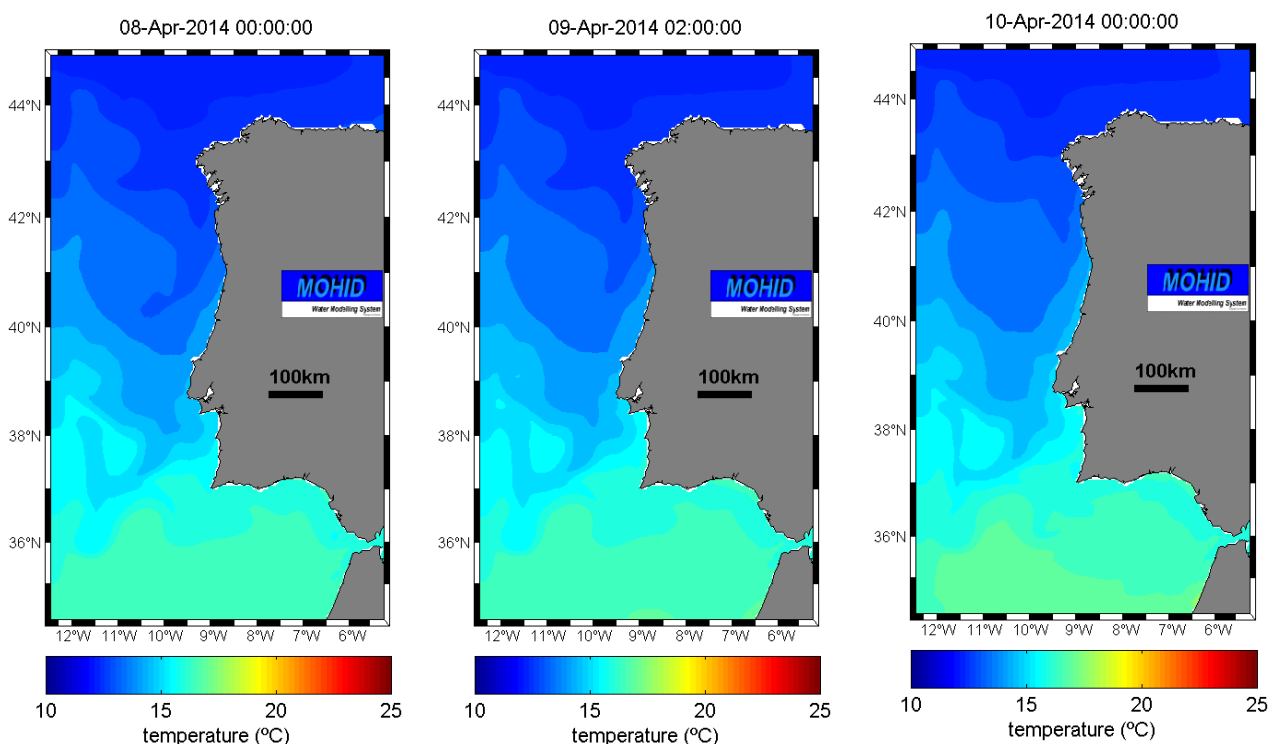 08-Apr-2014 00:00:00
44°N
42°N
40°N
38°N
36°N
12°W 11°W 10°W 9°W 8°W 7°W 6°W
MOHID
Water Modelling System
100km
10 15 20 25
temperature (ºC)
09-Apr-2014 02:00:00
44°N
42°N
40°N
38°N
36°N
12°W 11°W 10°W 9°W 8°W 7°W 6°W
MOHID
Water Modelling System
100km
10 15 20 25
temperature (ºC)
10-Apr-2014 00:00:00
44°N
42°N
40°N
38°N
36°N
12°W 11°W 10°W 9°W 8°W 7°W 6°W
MOHID
Water Modelling System
100km
10 15 20 25
temperature (ºC)